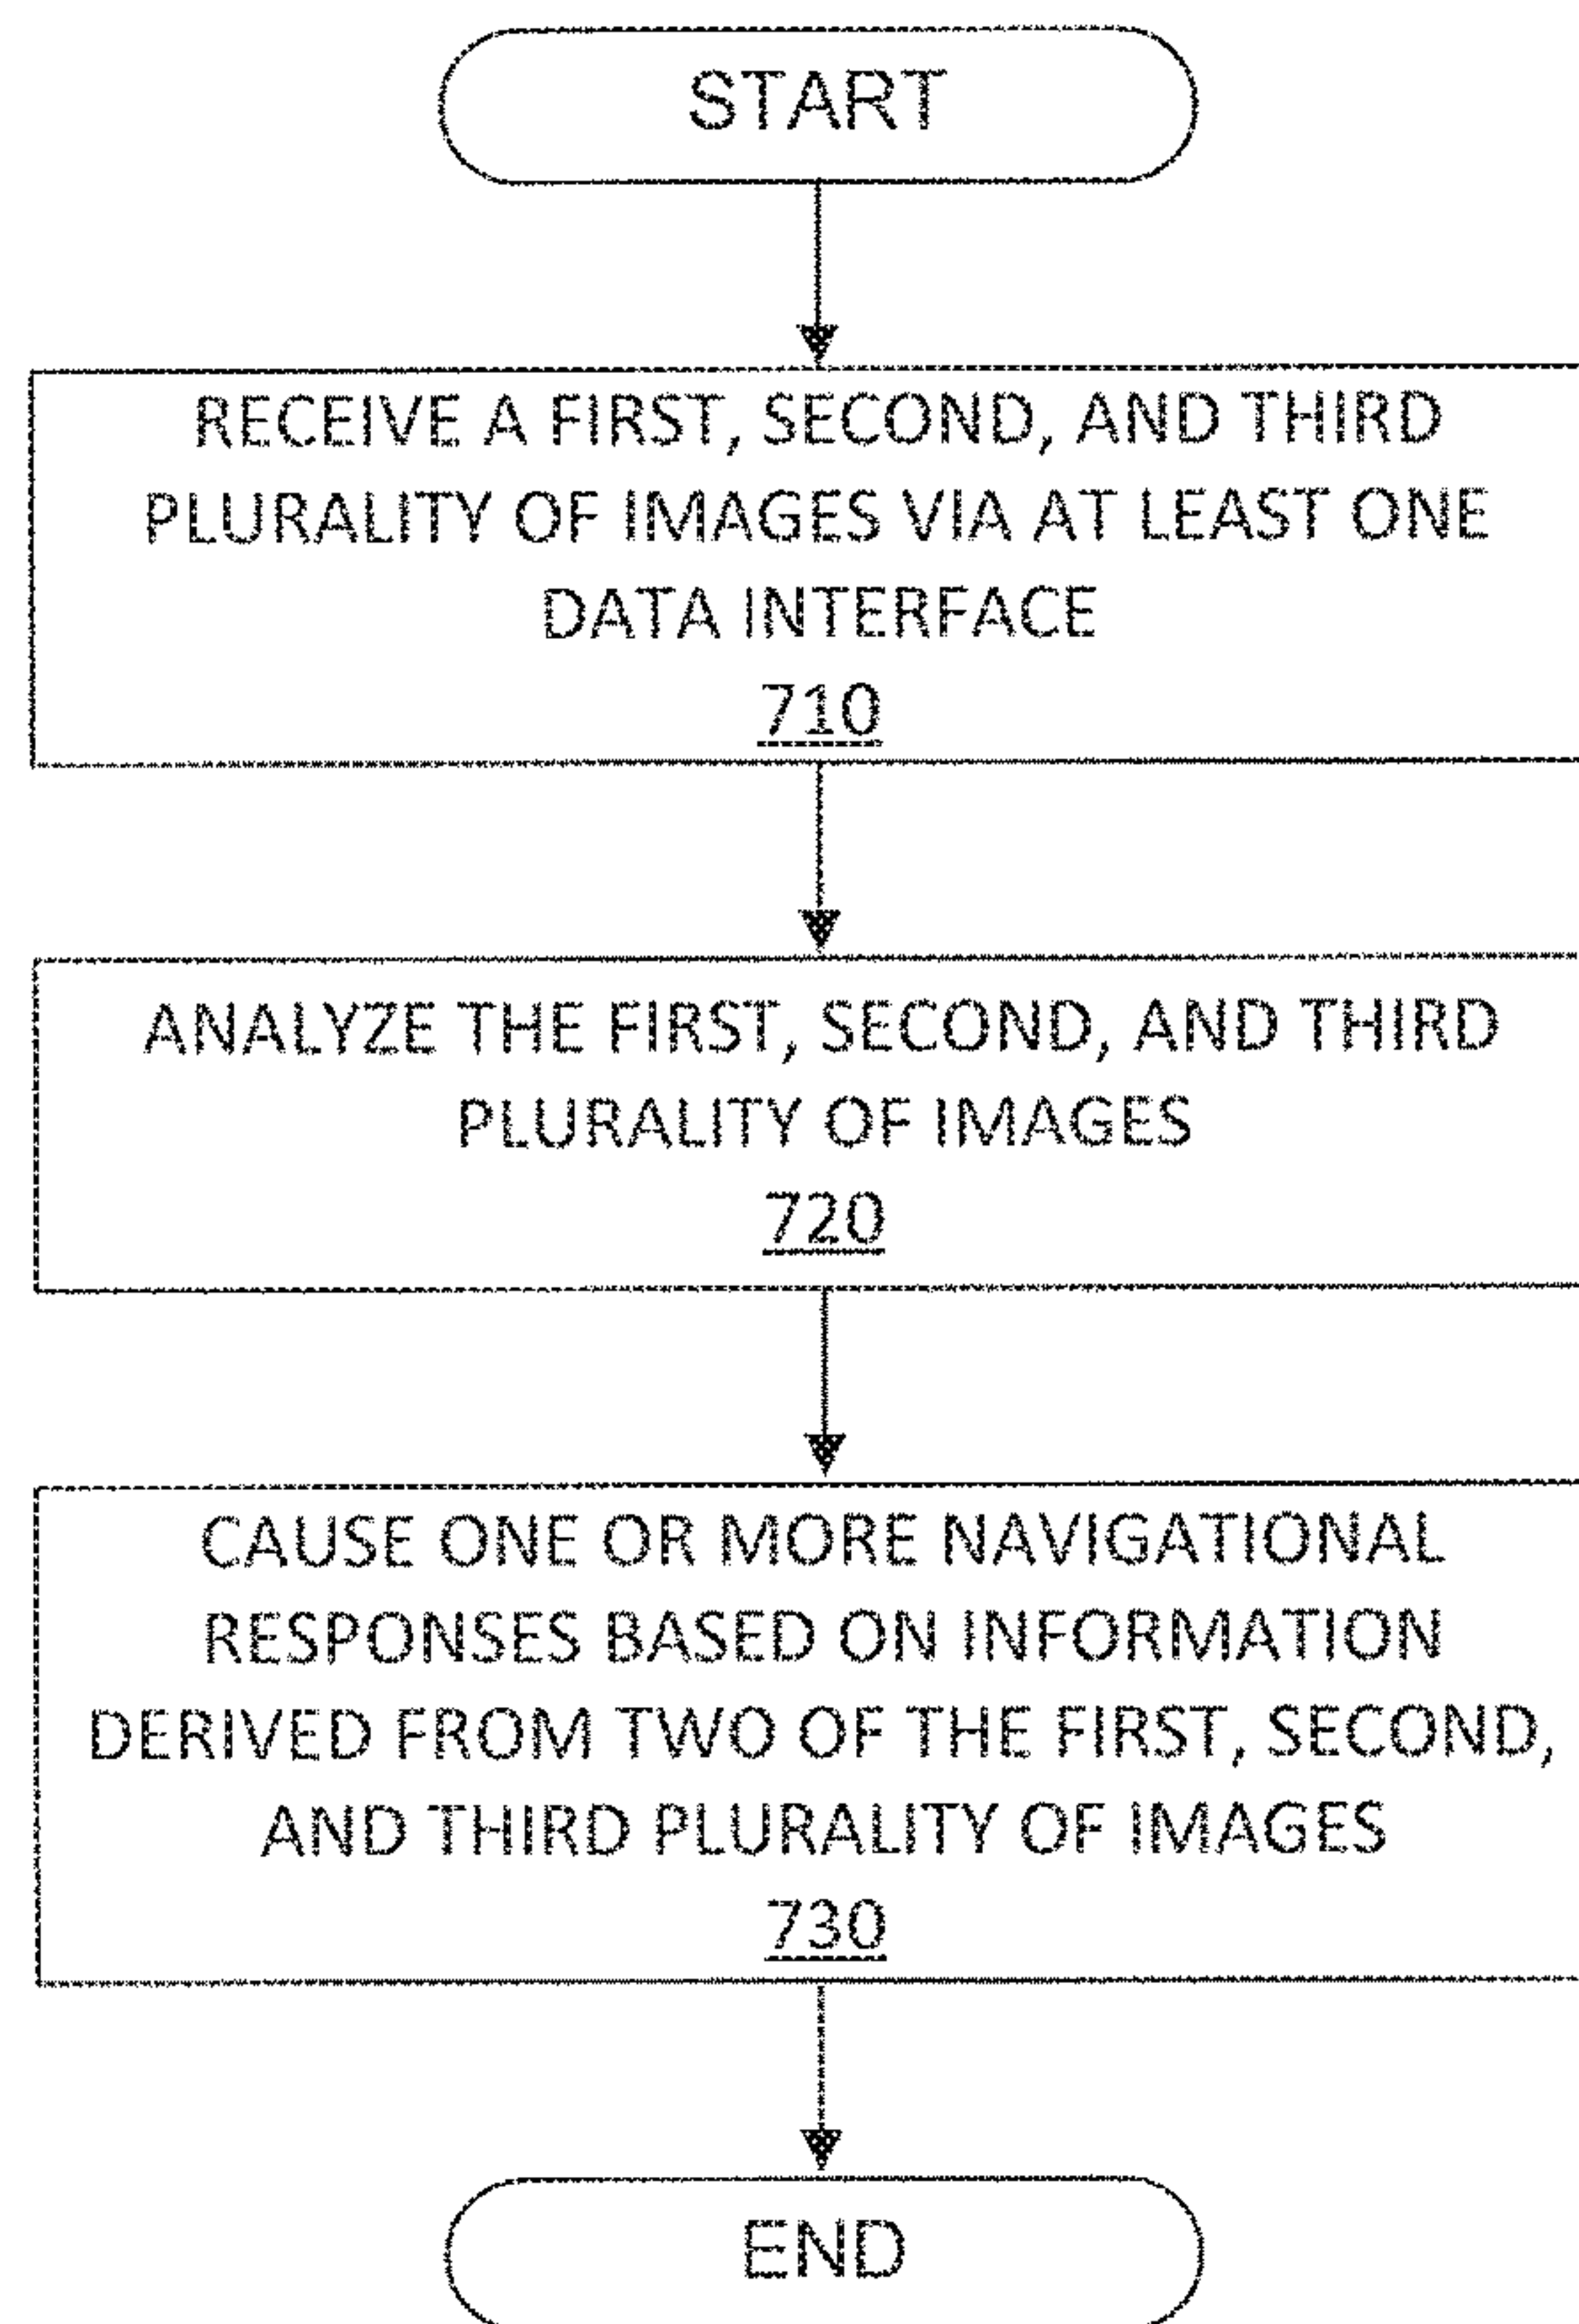 START
RECEIVE A FIRST, SECOND, AND THIRD
PLURALITY OF IMAGES VIA AT LEAST ONE
DATA INTERFACE
710
ANALYZE THE FIRST, SECOND, AND THIRD
PLURALITY OF IMAGES
720
CAUSE ONE OR MORE NAVIGATIONAL
RESPONSES BASED ON INFORMATION
DERIVED FROM TWO OF THE FIRST, SECOND,
AND THIRD PLURALITY OF IMAGES
730
END